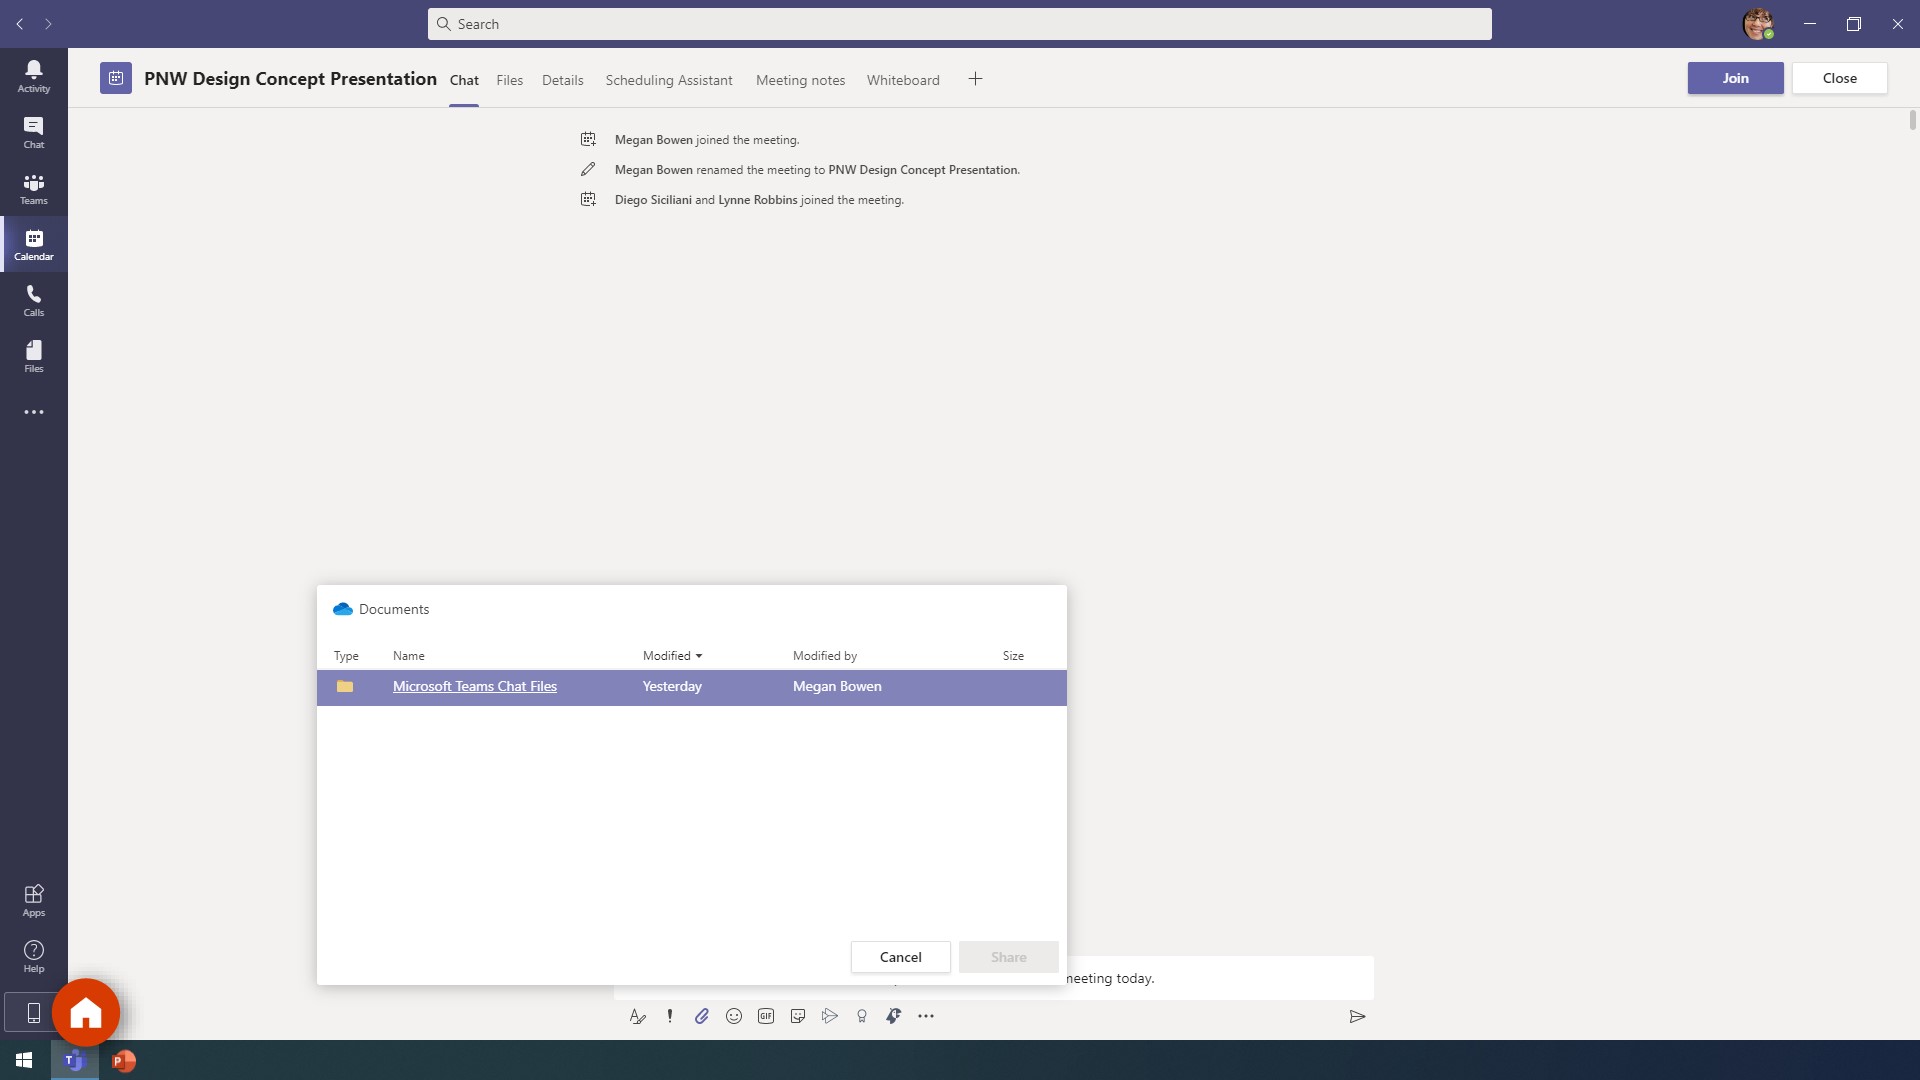 Search
Activity
Chat
Teams
Calendar
Calls
Files
Apps
Help
PNW Design Concept Presentation Chat Files Details Scheduling Assistant Meeting notes Whiteboard
Join Close
Megan Bowen joined the meeting.
Megan Bowen renamed the meeting to PNW Design Concept Presentation.
Diego Siciliani and Lynne Robbins joined the meeting.
Documents
Type Name Modified Modified by Size
Microsoft Teams Chat Files Yesterday Megan Bowen
Cancel Share
meeting today.
GIF
T P